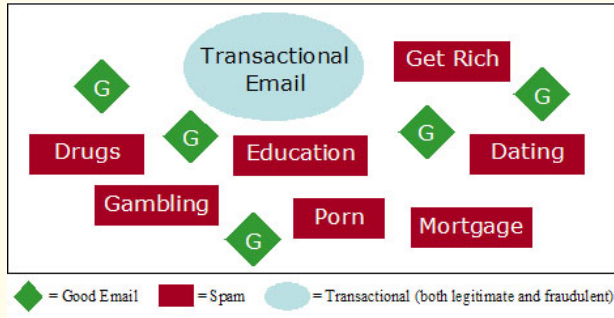 Transactional
Email
Get Rich
G
G
G
G
Drugs
Education
Dating
Gambling
Porn
Mortgage
G
= Good Email
= Spam
= Transactional (both legitimate and fraudulent)